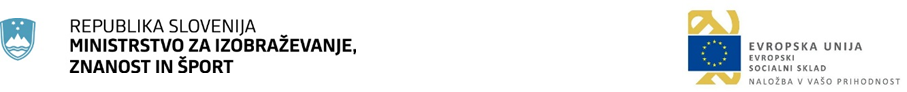 REPUBLIKA SLOVENIJA
MINISTRSTVO ZA IZOBRAŽEVANJE,
ZNANOST IN ŠPORT
EVROPSKA UNIJA
EVROPSKI
SOCIALNI SKLAD
NALOŽBA V VAŠO PRIHODNOST